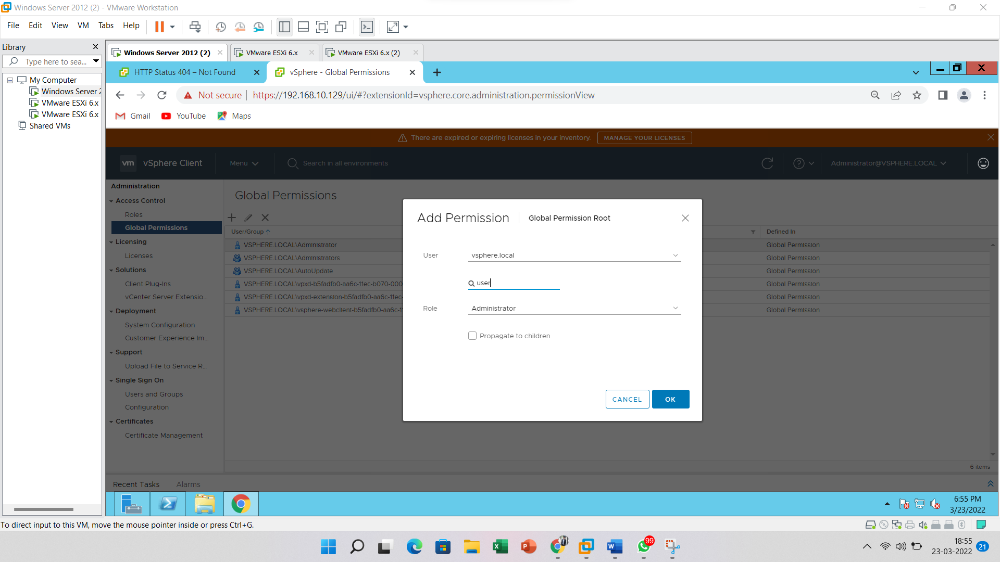 Windows Server 2012 (2) - VMware Workstation
File Edit View VM Tabs Help
Library
Type here to sea...
My Computer
Windows Server 2
VMware ESXi 6.x
VMware ESXi 6.x
Shared VMs
Windows Server 2012 (2)
VMware ESXi 6.x
VMware ESXi 6.x (2)
HTTP Status 404 – Not Found
vSphere - Global Permissions
Not secure
https://192.168.10.129/ui/#?extensionId=vsphere.core.administration.permissionView
Gmail
YouTube
Maps
There are expired or expiring licenses in your inventory.
MANAGE YOUR LICENSES
vm vSphere Client
Menu
Search in all environments
Administrator@VSPHERE.LOCAL
Administration
Access Control
Roles
Global Permissions
Licensing
Licenses
Solutions
Client Plug-Ins
vCenter Server Extensio...
Deployment
System Configuration
Customer Experience Im...
Support
Upload File to Service R...
Single Sign On
Users and Groups
Configuration
Certificates
Certificate Management
Global Permissions
User/Group
Defined In
VSPHERE.LOCAL\Administrator
Global Permission
VSPHERE.LOCAL\Administrators
Global Permission
VSPHERE.LOCAL\AutoUpdate
Global Permission
VSPHERE.LOCAL\vpxd-b5fadfb0-aa6c-11ec-b070-000
Global Permission
VSPHERE.LOCAL\vpxd-extension-b5fadfb0-aa6c-11ec-
Global Permission
VSPHERE.LOCAL\vsphere-webclient-b5fadfb0-aa6c-1
Global Permission
6 items
Add Permission
Global Permission Root
User
vsphere.local
user
Role
Administrator
Propagate to children
CANCEL
OK
Recent Tasks
Alarms
6:55 PM
3/23/2022
To direct input to this VM, move the mouse pointer inside or press Ctrl+G.
99
18:55
23-03-2022
21